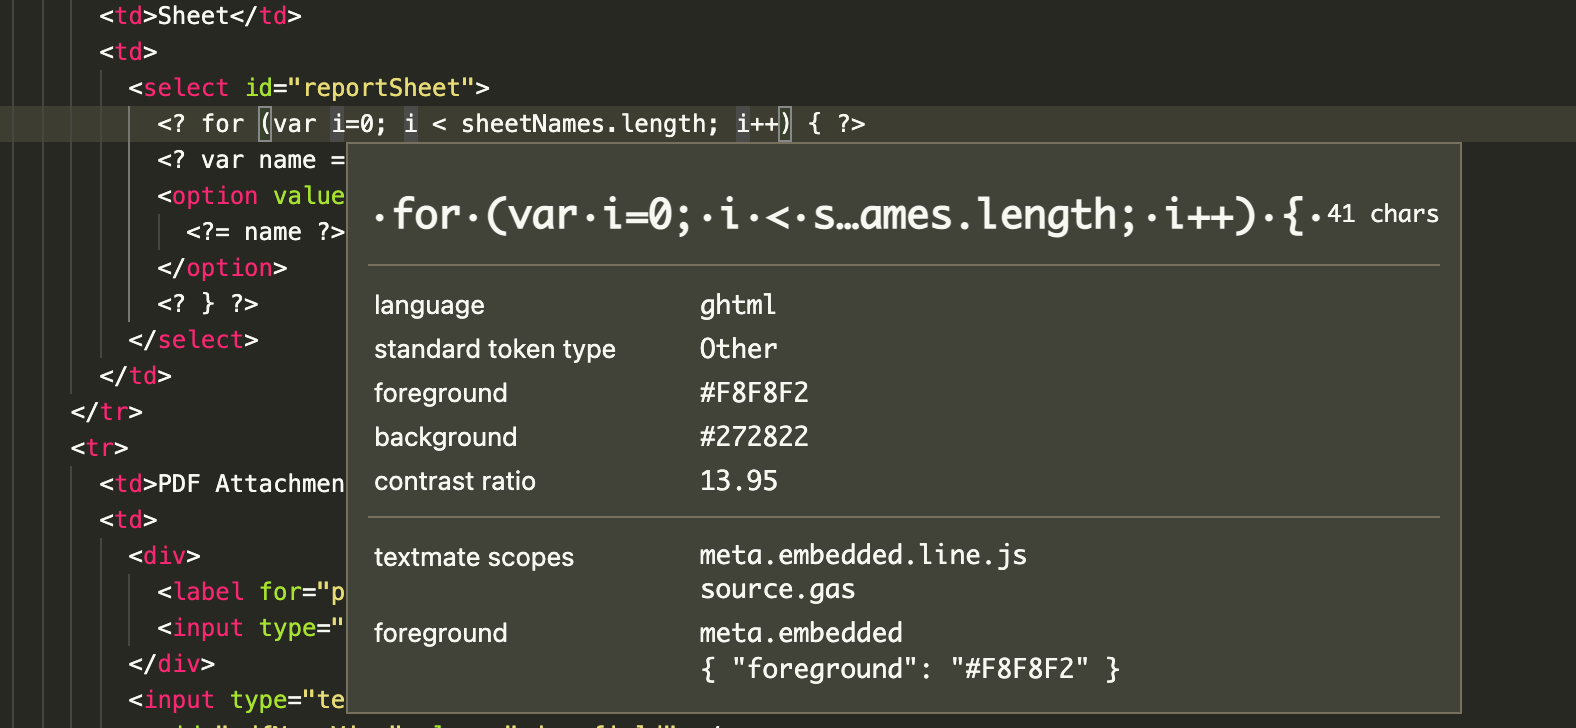 <td>Sheet</td>
<td>
<select id="reportSheet">
<? for (var i=0; i < sheetNames.length; i++) { ?>
<? var name =
<option value
<?= name ?>
</option>
<? } ?>
</select>
</td>
</tr>
<tr>
<td>PDF Attachmen
<td>
<div>
<label for="p
<input type="
</div>
<input type="te
·for·(var·i=0;·i·<·s…ames.length;·i++)·{· 41 chars
language ghtml
standard token type Other
foreground #F8F8F2
background #272822
contrast ratio 13.95
textmate scopes meta.embedded.line.js
source.gas
foreground meta.embedded
{ "foreground": "#F8F8F2" }